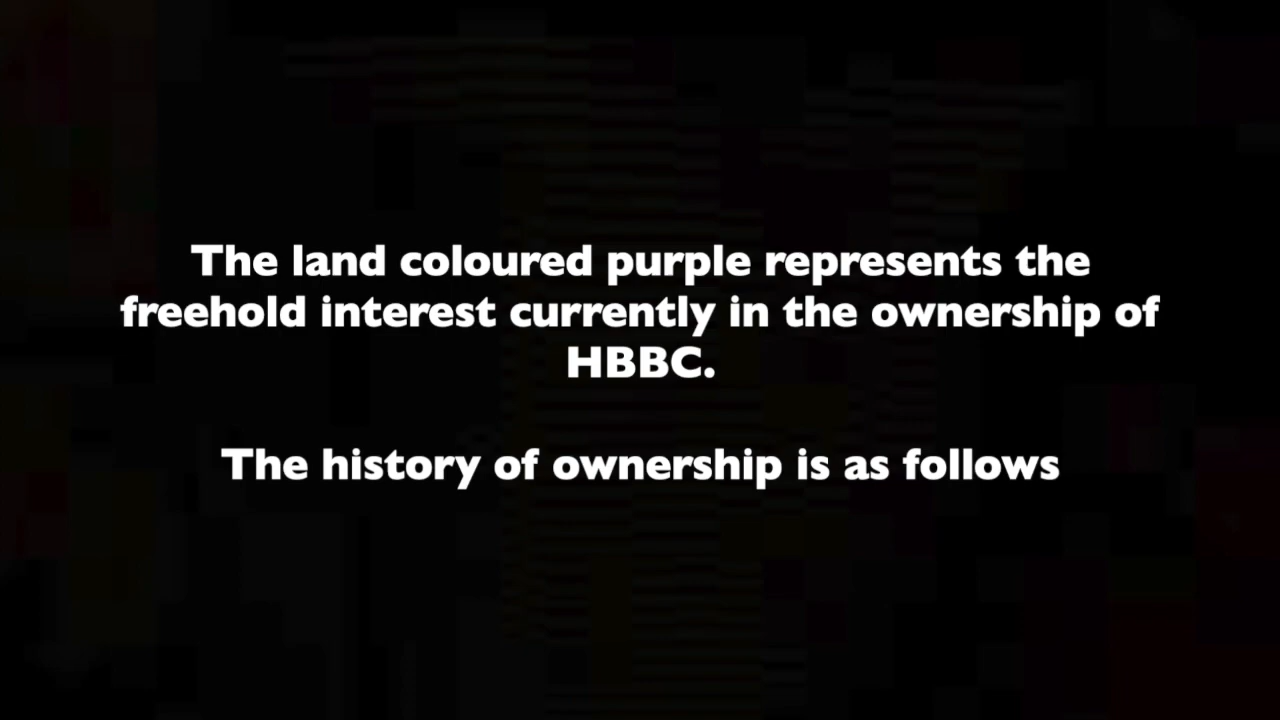 The land coloured purple represents the
freehold interest currently in the ownership of
HBBC.
The history of ownership is as follows